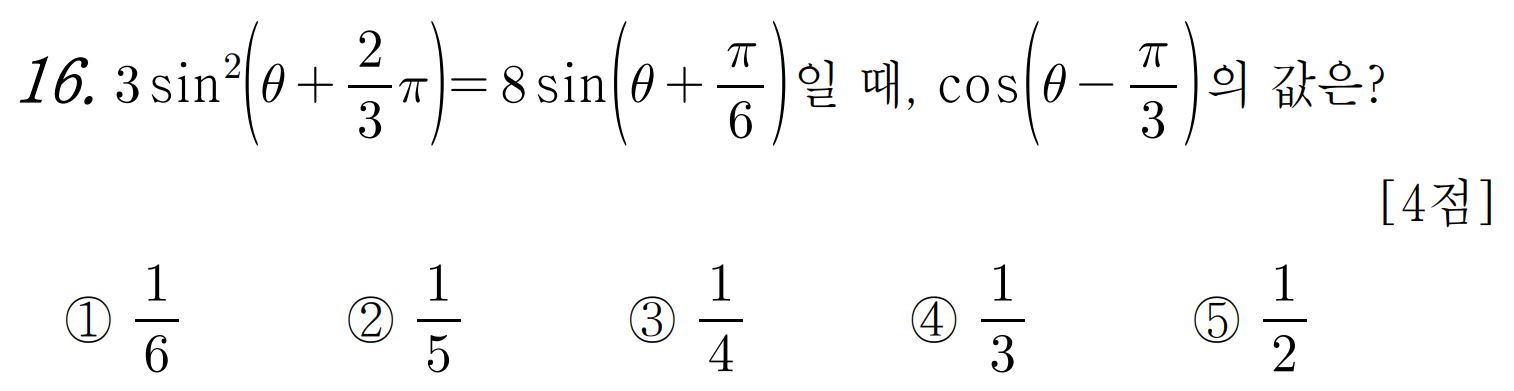 16. 3 sin²(θ + 2/3 π) = 8 sin(θ + π/6)일 때, cos(θ − π/3)의 값은?
[4점]
① 1/6 ② 1/5 ③ 1/4 ④ 1/3 ⑤ 1/2